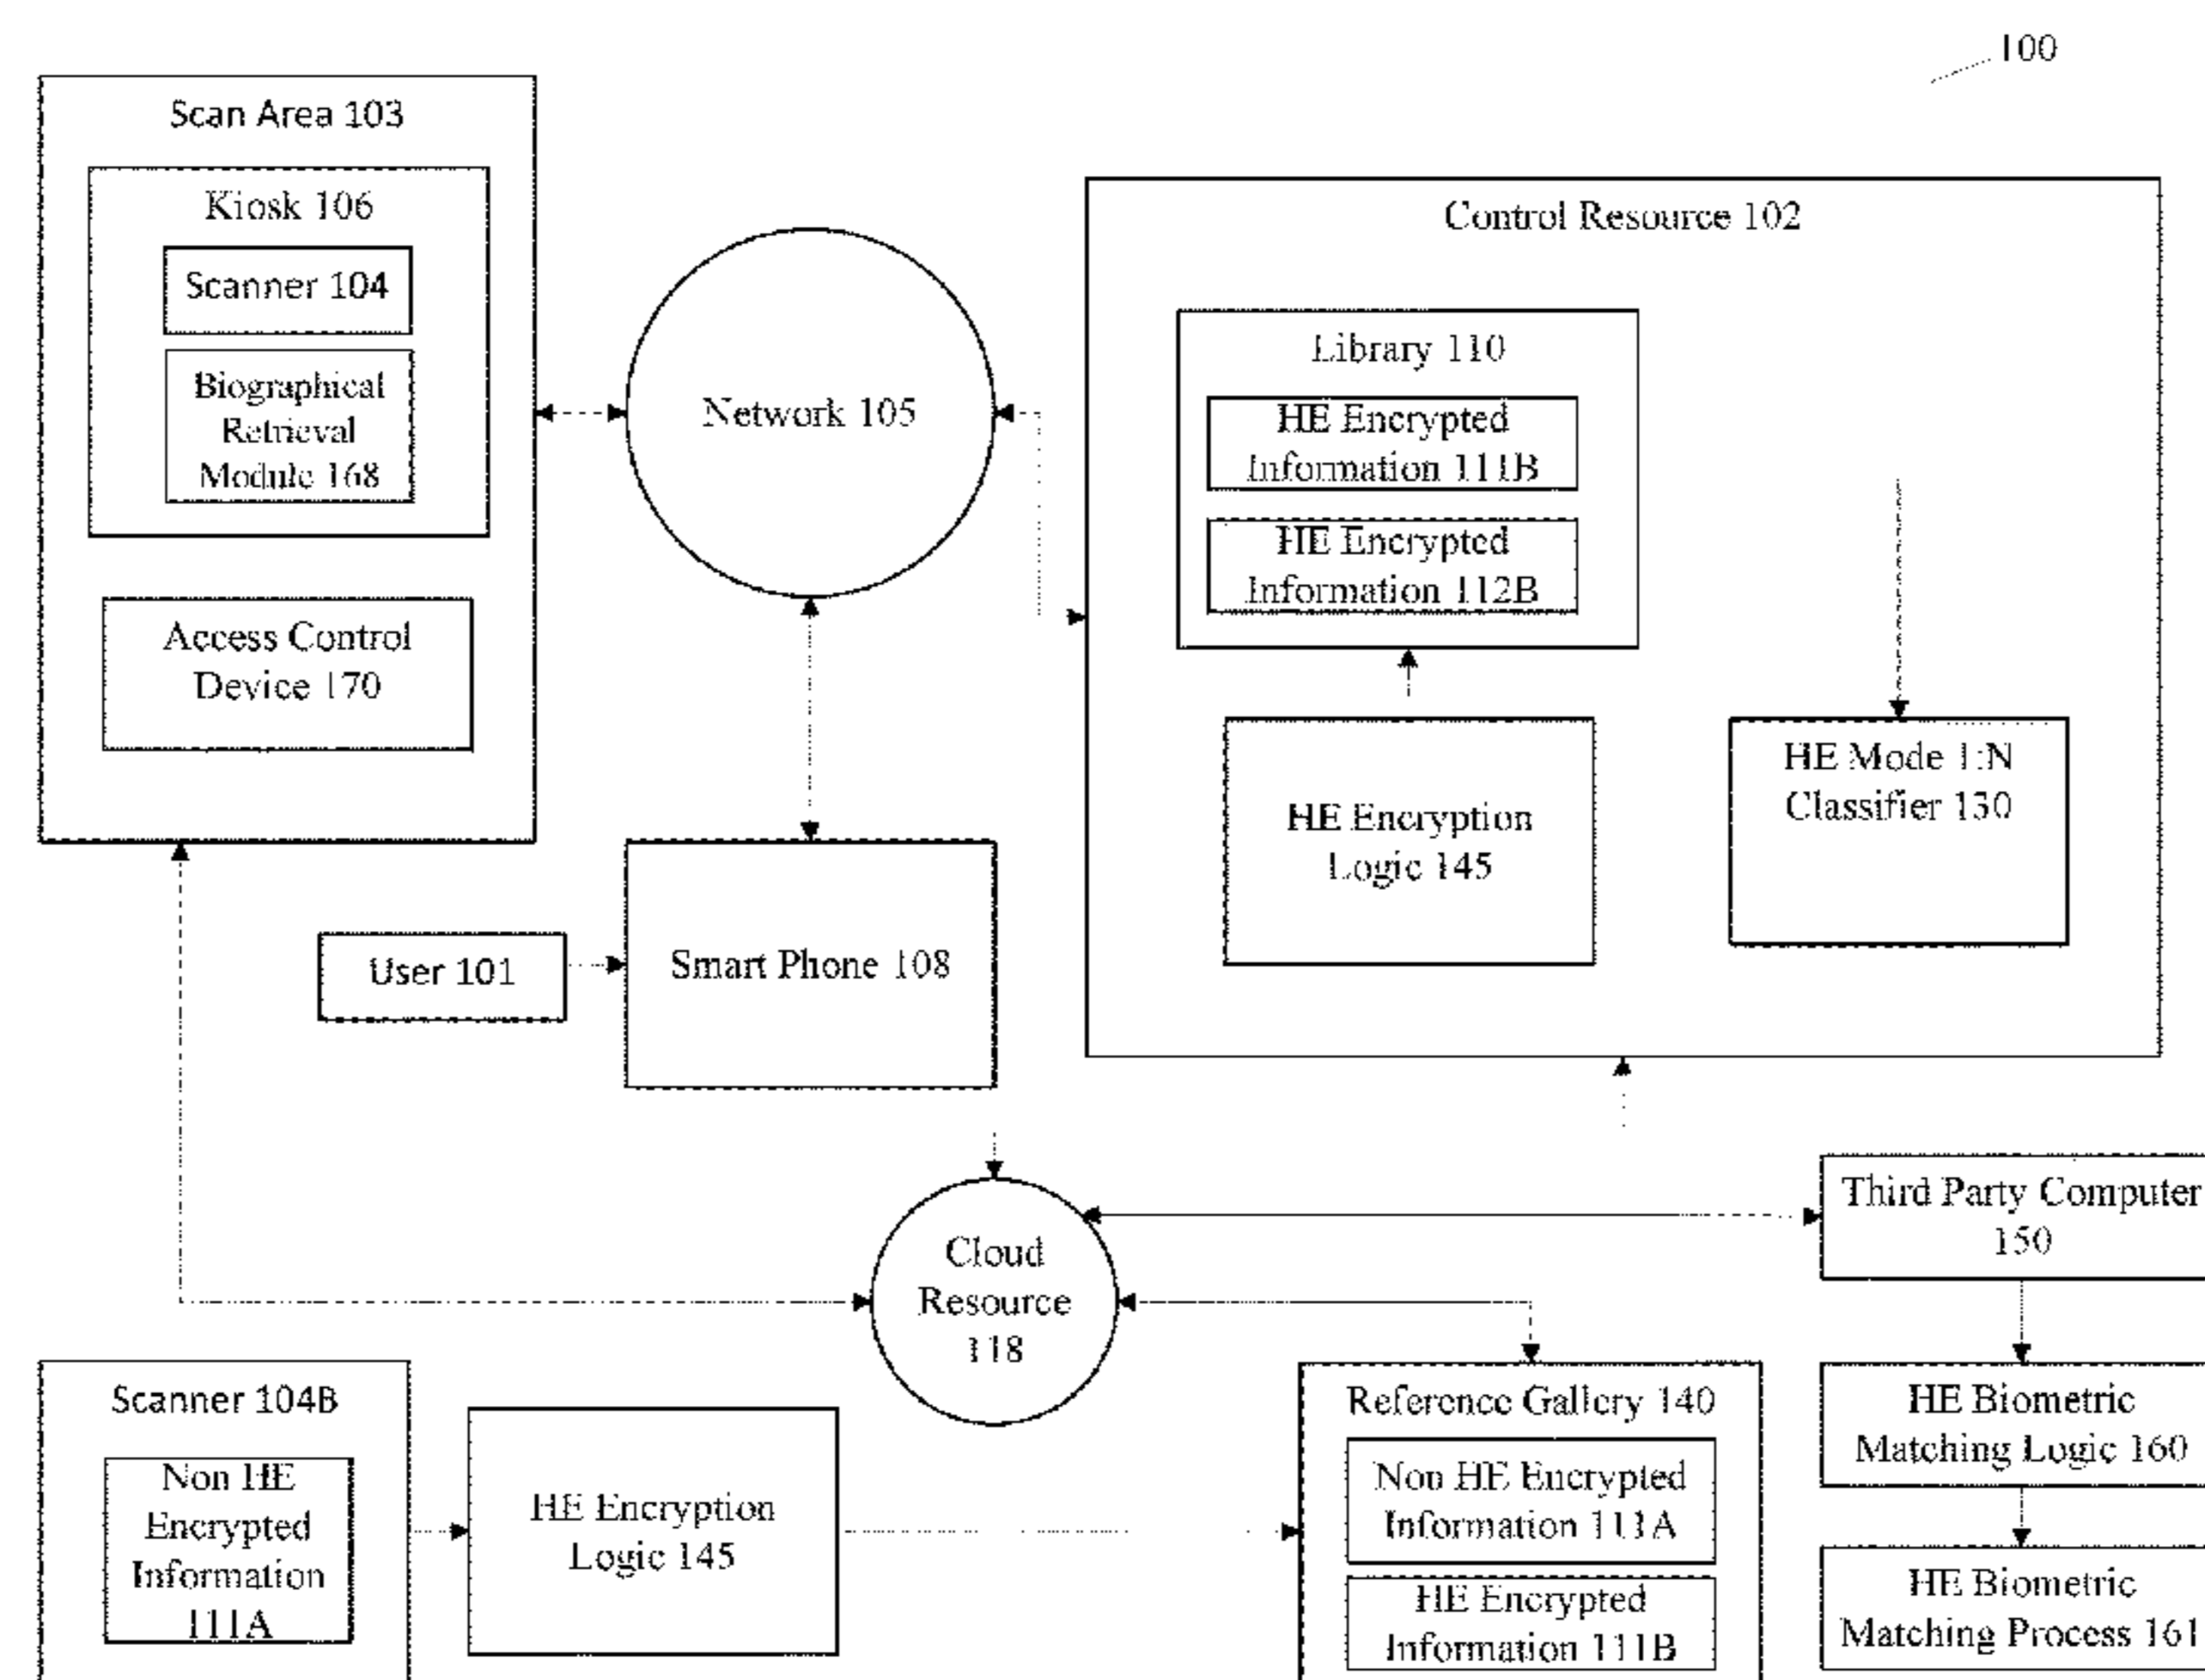 100
Scan Area 103
Kiosk 106
Scanner 104
Biographical
Retrieval
Module 168
Access Control
Device 170
Network 105
Control Resource 102
Library 110
HE Encrypted
Information 111B
HE Encrypted
Information 112B
HE Encryption
Logic 145
HE Mode 1:N
Classifier 130
User 101
Smart Phone 108
Cloud
Resource
118
Third Party Computer
150
Scanner 104B
Non HE
Encrypted
Information
111A
HE Encryption
Logic 145
Reference Gallery 140
Non HE Encrypted
Information 111A
HE Encrypted
Information 111B
HE Biometric
Matching Logic 160
HE Biometric
Matching Process 161